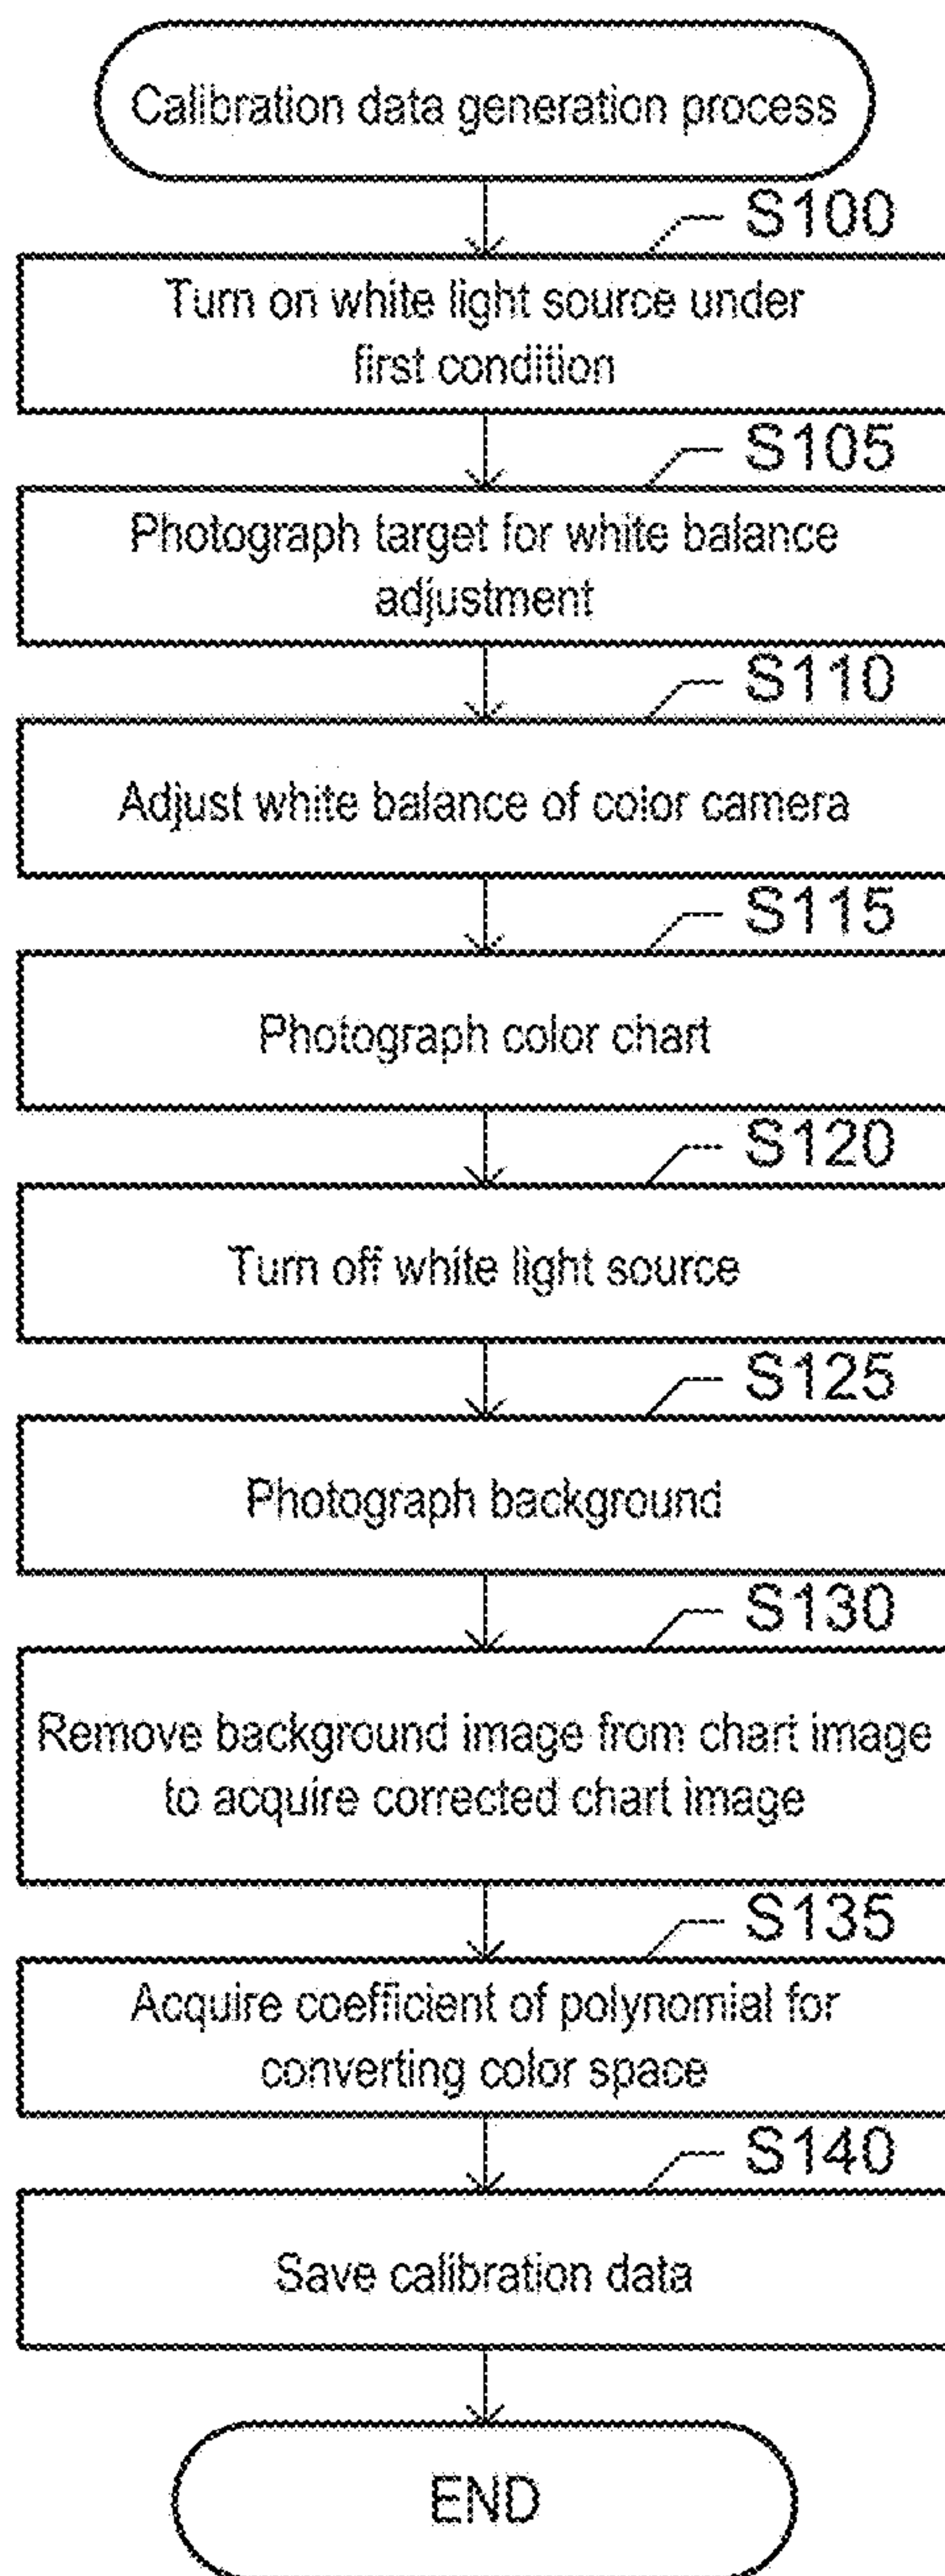 Calibration data generation process
S100
Turn on white light source under
first condition
S105
Photograph target for white balance
adjustment
S110
Adjust white balance of color camera
S115
Photograph color chart
S120
Turn off white light source
S125
Photograph background
S130
Remove background image from chart image
to acquire corrected chart image
S135
Acquire coefficient of polynomial for
converting color space
S140
Save calibration data
END